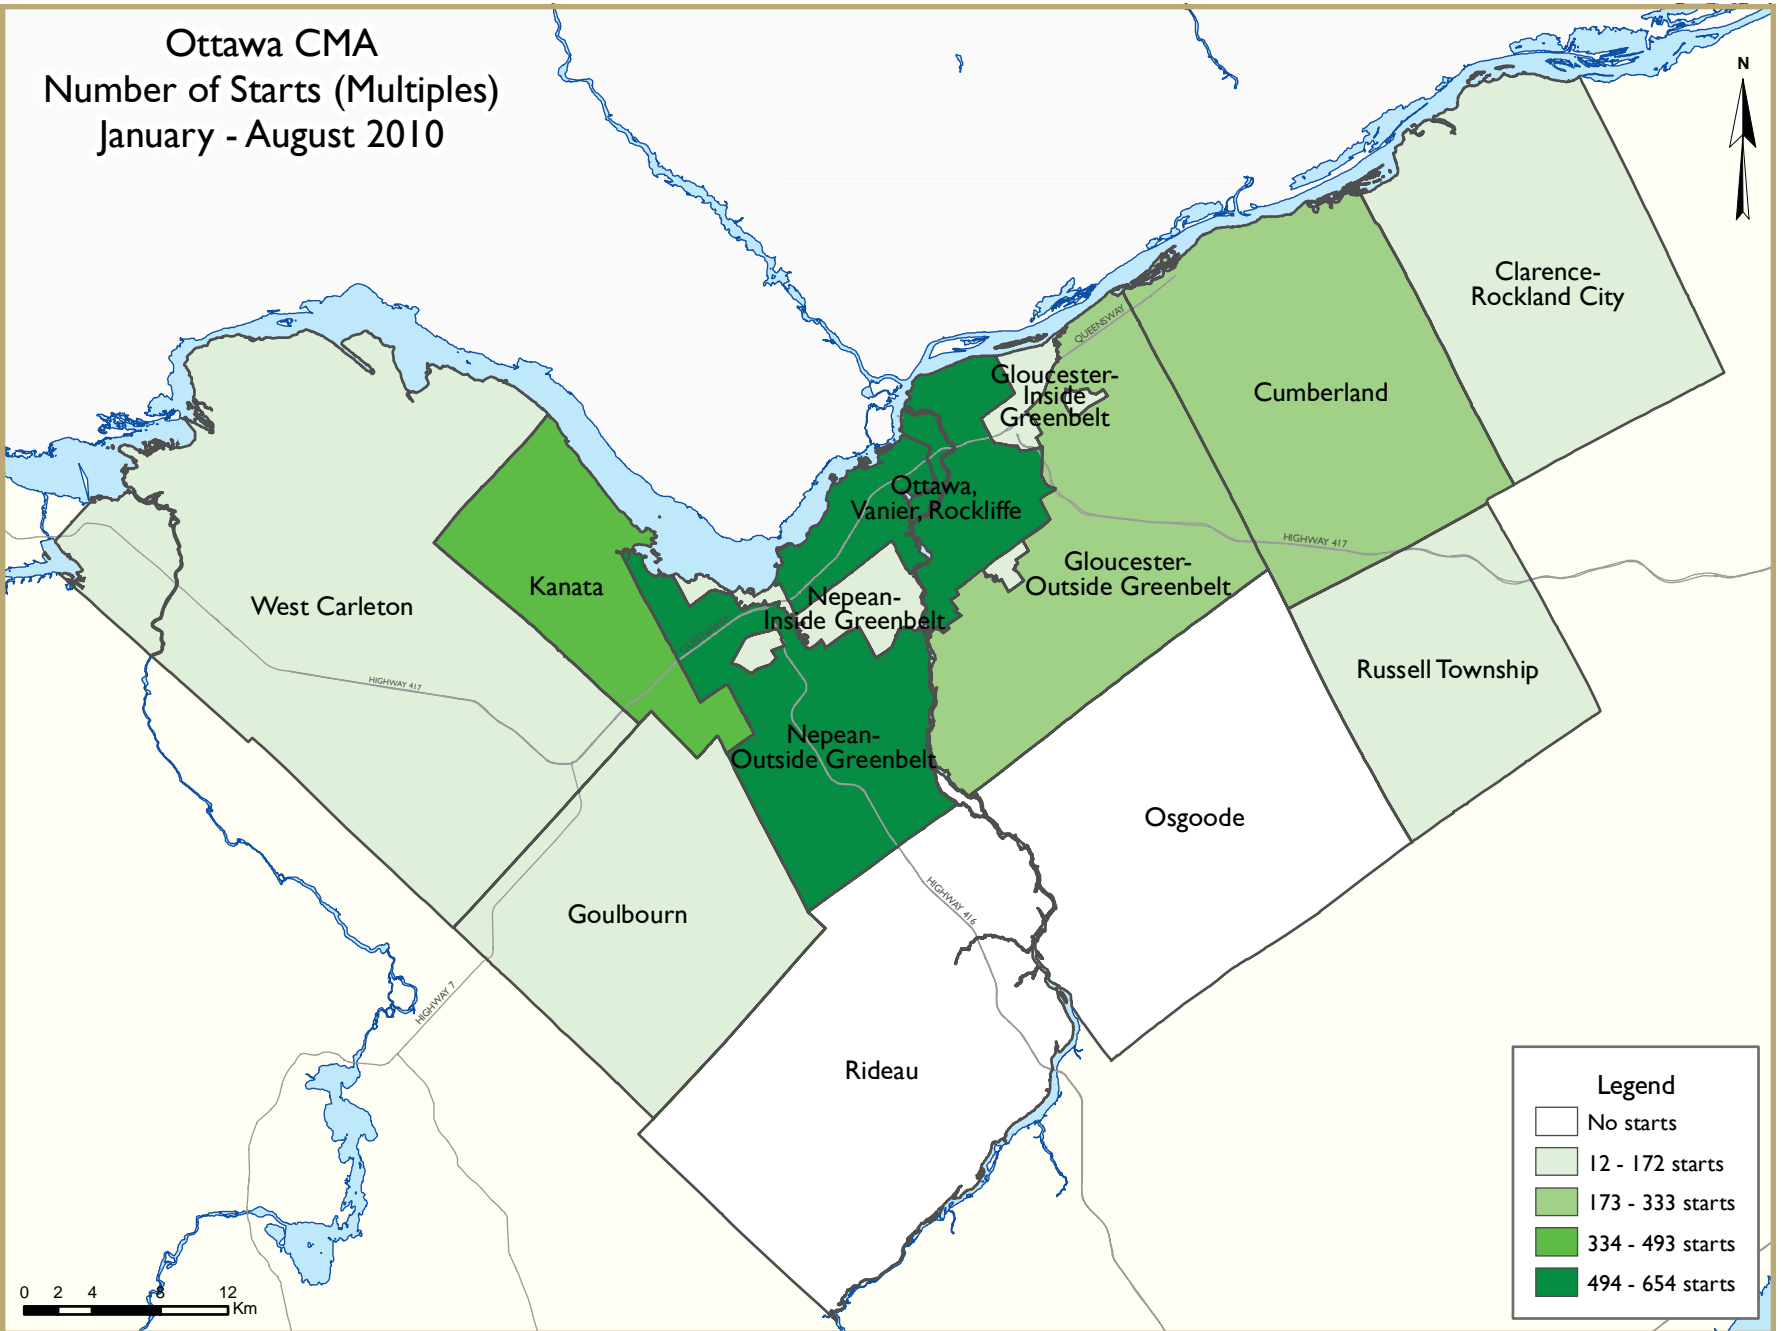 Ottawa CMA
Number of Starts (Multiples)
January - August 2010
N
Clarence-
Rockland City
QUEENSWAY
Gloucester-
Inside
Greenbelt
Cumberland
Ottawa,
Vanier, Rockliffe
HIGHWAY 417
Gloucester-
Outside Greenbelt
Kanata
West Carleton
Nepean-
Inside Greenbelt
QUEENSWAY
Russell Township
HIGHWAY 417
Nepean-
Outside Greenbelt
Osgoode
Goulbourn
HIGHWAY 416
HIGHWAY 7
Rideau
Legend
No starts
12 - 172 starts
173 - 333 starts
334 - 493 starts
494 - 654 starts
0 2 4 8 12
Km